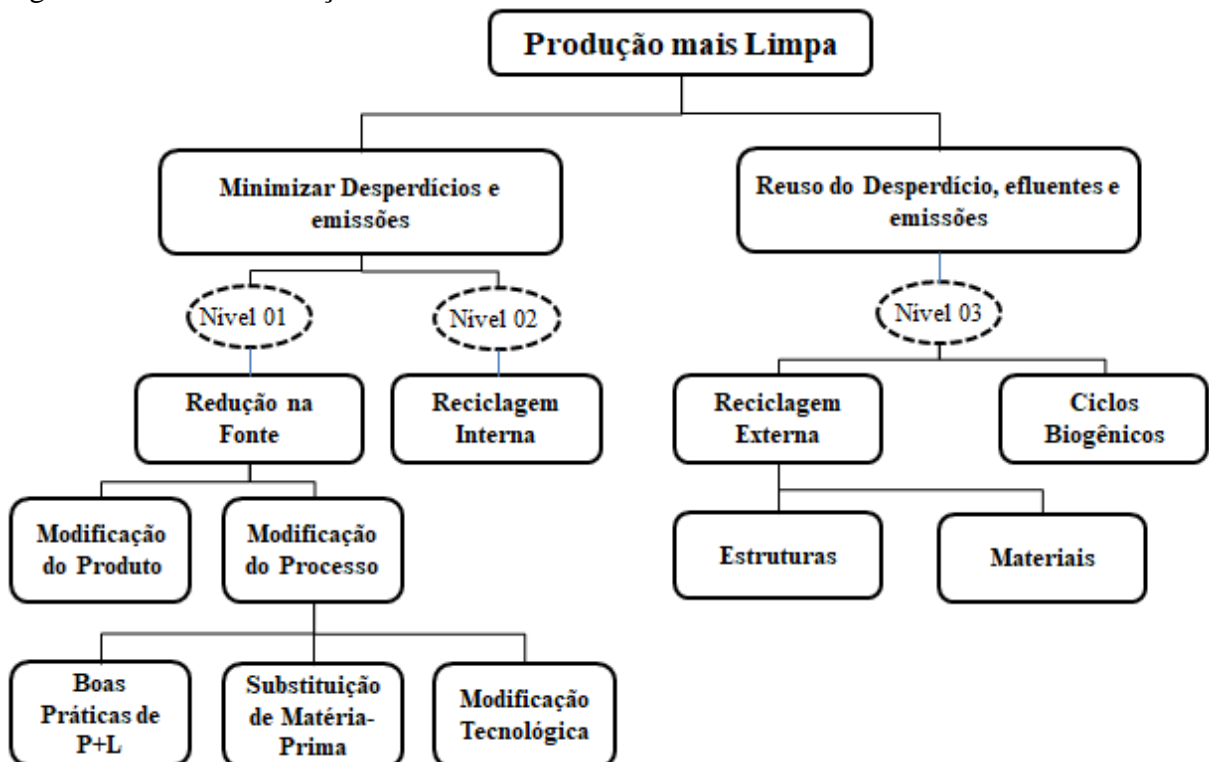 Produção mais Limpa
Minimizar Desperdícios e
emissões
Reuso do Desperdício, efluentes e
emissões
Nível 01
Nível 02
Nível 03
Redução na
Fonte
Reciclagem
Interna
Reciclagem
Externa
Ciclos
Biogênicos
Modificação
do Produto
Modificação
do Processo
Estruturas
Materiais
Boas
Práticas de
P+L
Substituição
de Matéria-
Prima
Modificação
Tecnológica